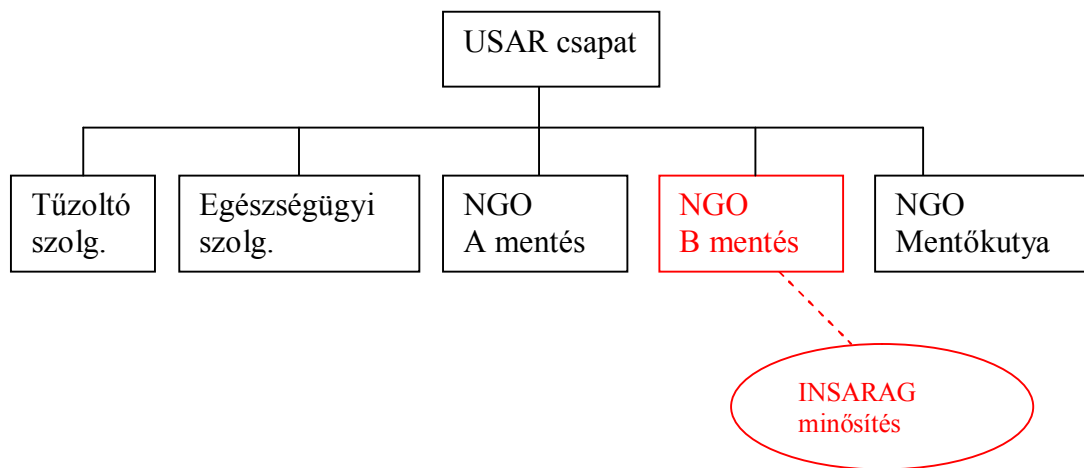 USAR csapat
Tűzoltó
szolg.
Egészségügyi
szolg.
NGO
A mentés
NGO
B mentés
NGO
Mentőkutya
INSARAG
minősítés